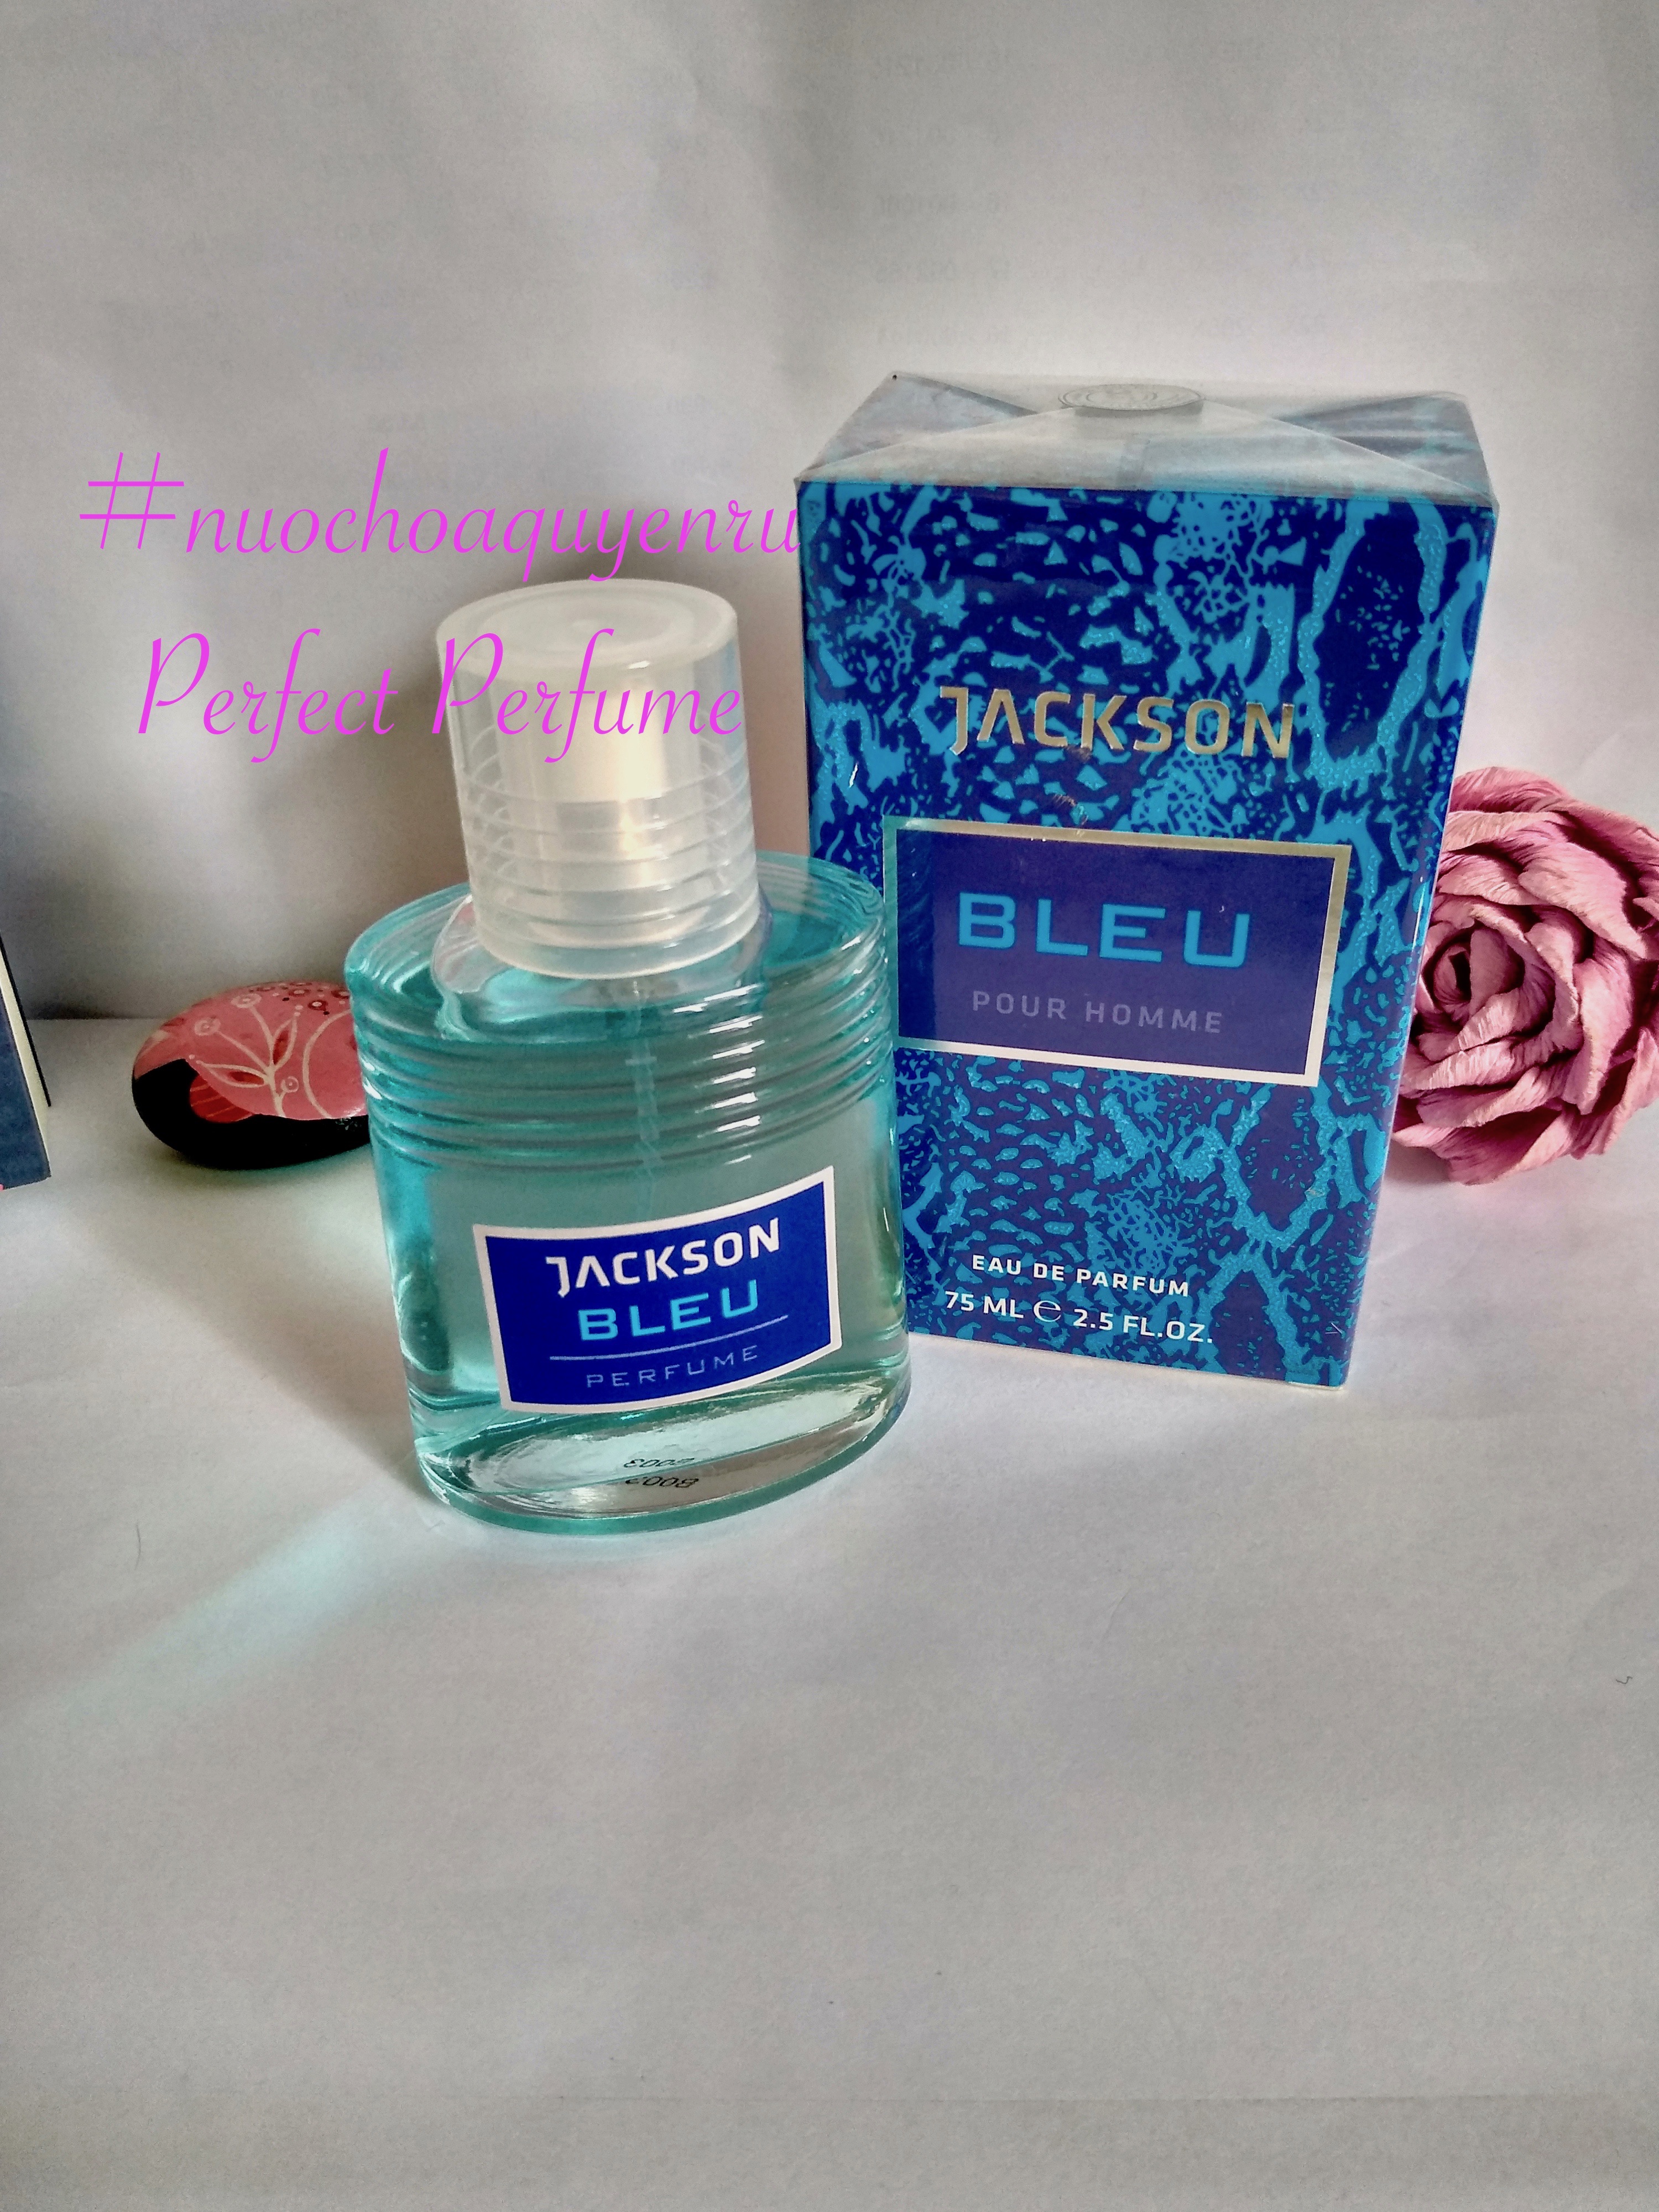 #nuochoaquyenru
Perfect Perfume
JACKSON
BLEU
POUR HOMME
EAU DE PARFUM
75 ML ℮ 2.5 FL.OZ.
JACKSON
BLEU
PERFUME